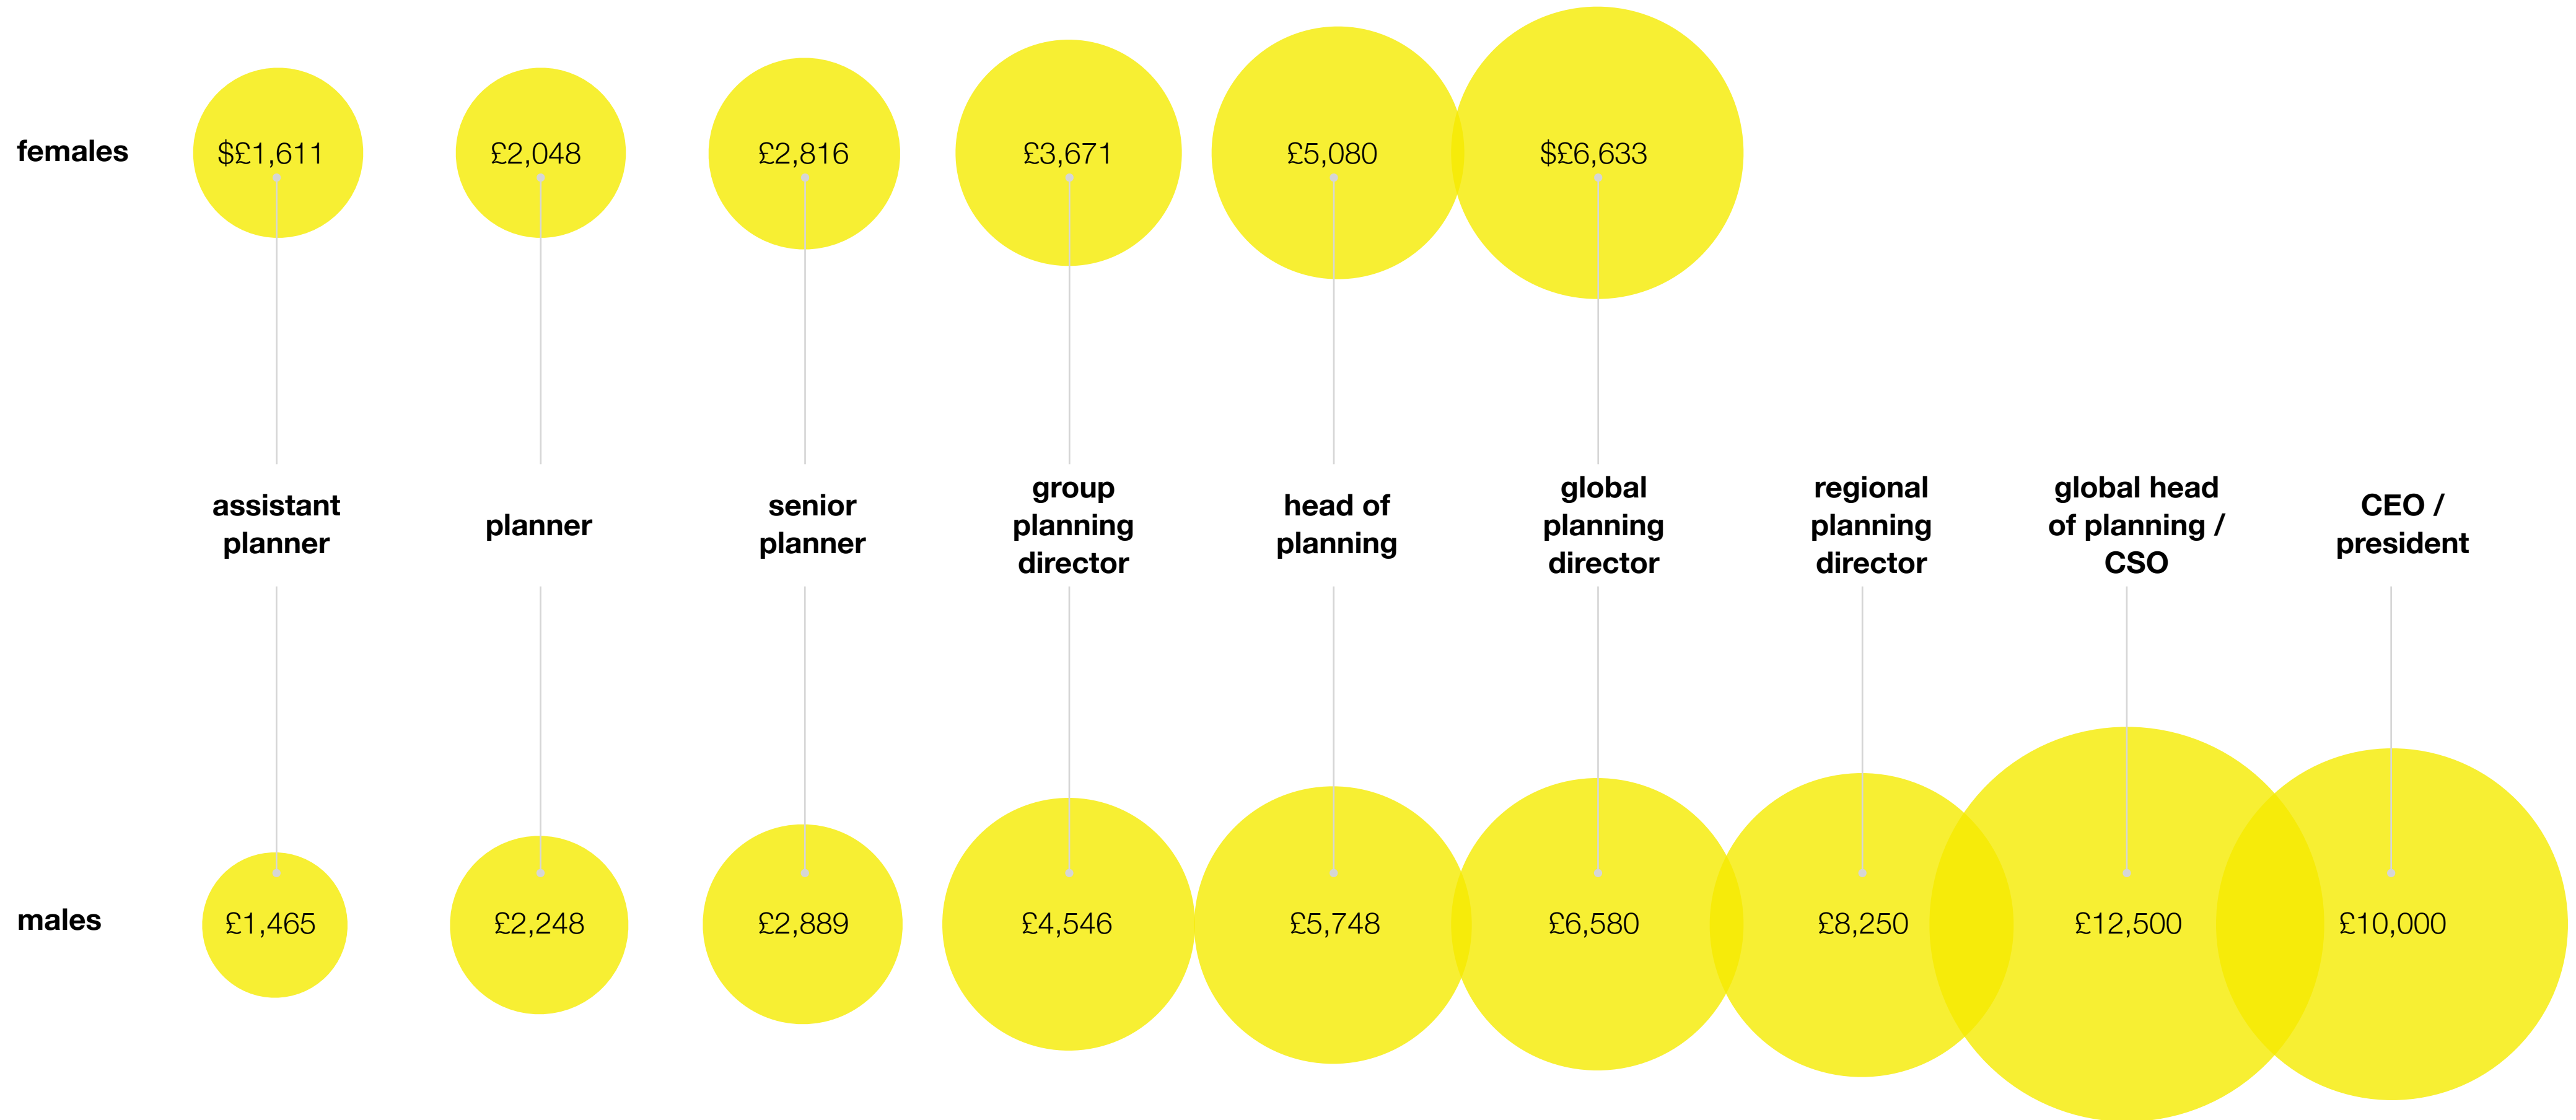 females
$£1,611
£2,048
£2,816
£3,671
£5,080
$£6,633
assistant
planner
planner
senior
planner
group
planning
director
head of
planning
global
planning
director
regional
planning
director
global head
of planning /
CSO
CEO /
president
males
£1,465
£2,248
£2,889
£4,546
£5,748
£6,580
£8,250
£12,500
£10,000